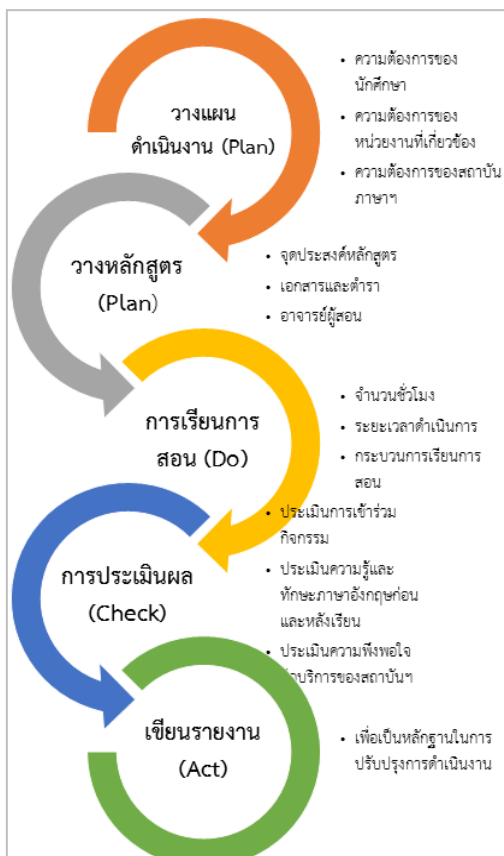 วางแผน
ดำเนินงาน (Plan)
• ความต้องการของ
นักศึกษา
• ความต้องการของ
หน่วยงานที่เกี่ยวข้อง
• ความต้องการของสถาบัน
ภาษาฯ
วางหลักสูตร
(Plan)
• จุดประสงค์หลักสูตร
• เอกสารและตำรา
• อาจารย์ผู้สอน
การเรียนการ
สอน (Do)
• จำนวนชั่วโมง
• ระยะเวลาดำเนินการ
• กระบวนการเรียนการ
สอน
การประเมินผล
(Check)
• ประเมินการเข้าร่วม
กิจกรรม
• ประเมินความรู้และ
ทักษะภาษาอังกฤษก่อน
และหลังเรียน
• ประเมินความพึงพอใจ
บริการของสถาบันฯ
เขียนรายงาน
(Act)
• เพื่อเป็นหลักฐานในการ
ปรับปรุงการดำเนินงาน